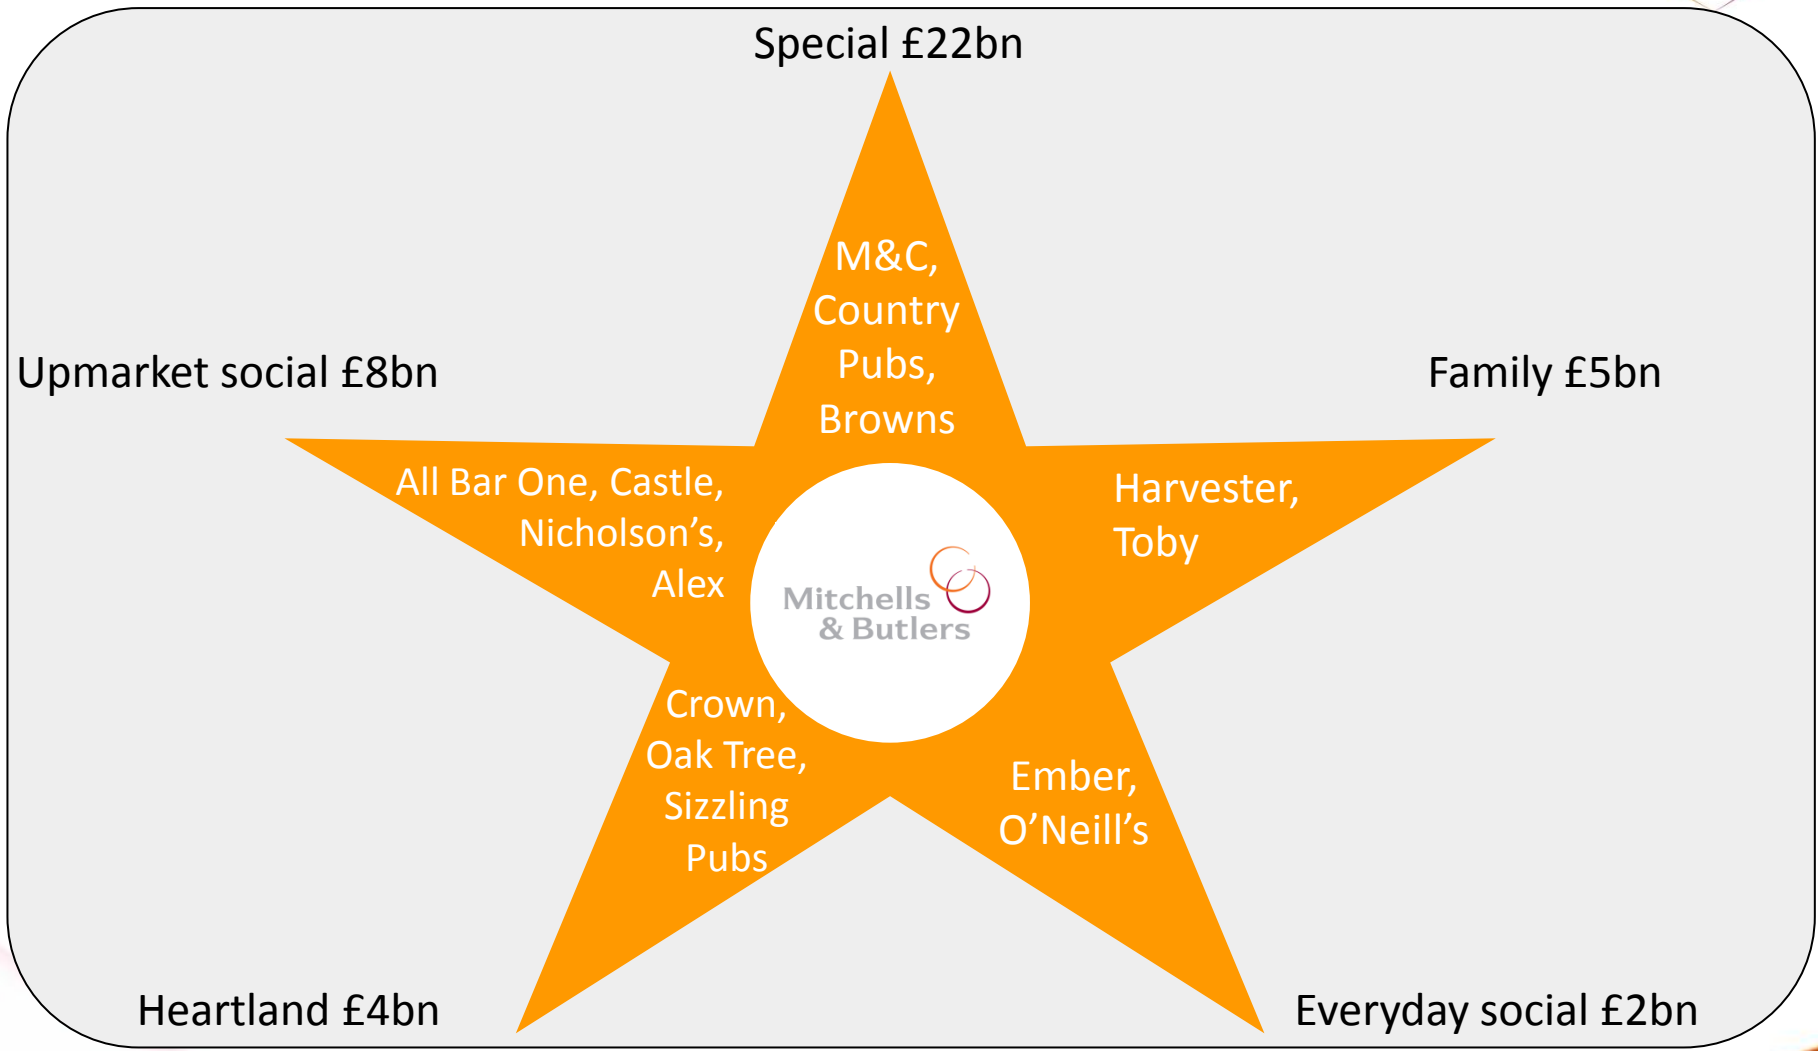 Special £22bn
M&C,
Country
Pubs,
Browns
Upmarket social £8bn
Family £5bn
All Bar One, Castle,
Nicholson’s,
Alex
Harvester,
Toby
Mitchells
& Butlers
Crown,
Oak Tree,
Sizzling
Pubs
Ember,
O’Neill’s
Heartland £4bn
Everyday social £2bn